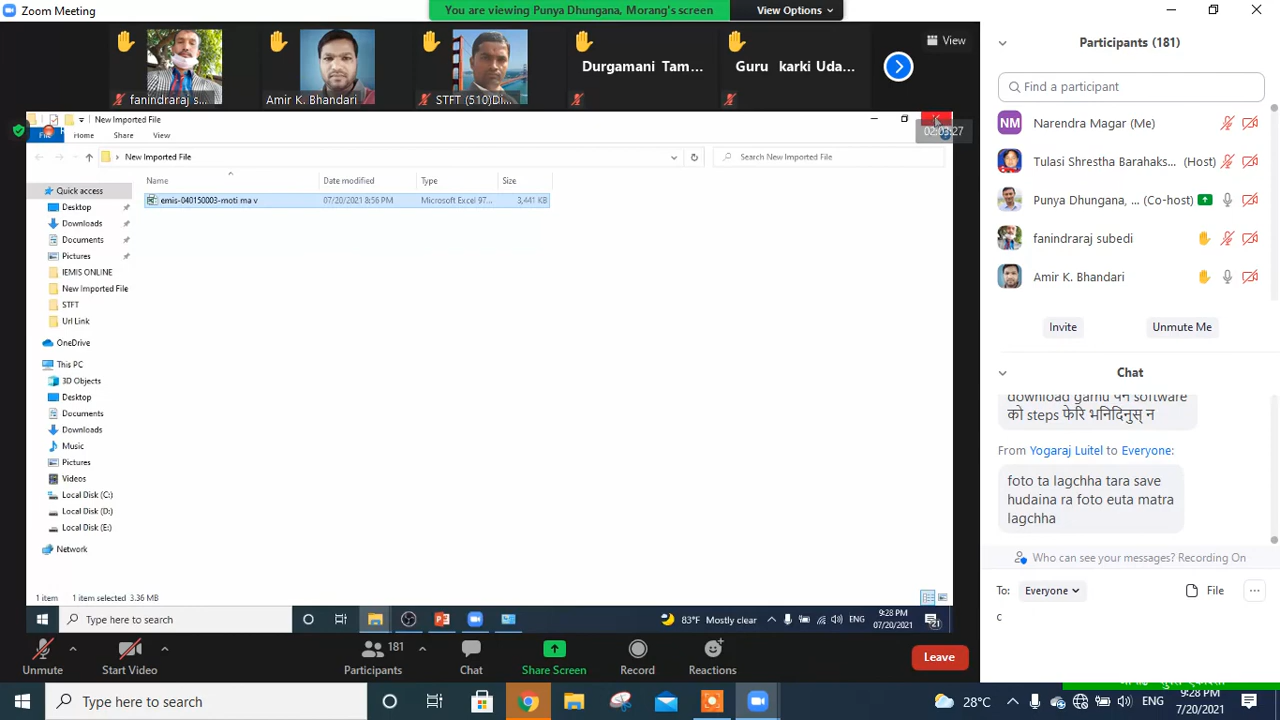 Zoom Meeting
You are viewing Punya Dhungana, Morang's screen
View Options
fanindraraj s...
Amir K. Bhandari
STFT (510)Di...
Durgamani Tam...
Guru karki Uda...
View
New Imported File
02:03:27
File Home Share View
New Imported File
Search New Imported File
Name Date modified Type Size
emis-040150003-moti ma v 07/20/2021 8:56 PM Microsoft Excel 97... 3,441 KB
Quick access
Desktop
Downloads
Documents
Pictures
IEMIS ONLINE
New Imported File
STFT
Url Link
OneDrive
This PC
3D Objects
Desktop
Documents
Downloads
Music
Pictures
Videos
Local Disk (C:)
Local Disk (D:)
Local Disk (E:)
Network
1 item 1 item selected 3.36 MB
Type here to search
83°F Mostly clear
ENG
9:28 PM
07/20/2021
21
Unmute
Start Video
181
Participants
Chat
Share Screen
Record
Reactions
Leave
Participants (181)
Find a participant
NM Narendra Magar (Me)
Tulasi Shrestha Barahaks... (Host)
Punya Dhungana, ... (Co-host)
fanindraraj subedi
Amir K. Bhandari
Invite
Unmute Me
Chat
download garnu पर्ने software
को steps फेरि भनिदिनुस् न
From Yogaraj Luitel to Everyone:
foto ta lagchha tara save
hudaina ra foto euta matra
lagchha
Who can see your messages? Recording On
To: Everyone
File
c
Type here to search
28°C
ENG
9:28 PM
7/20/2021